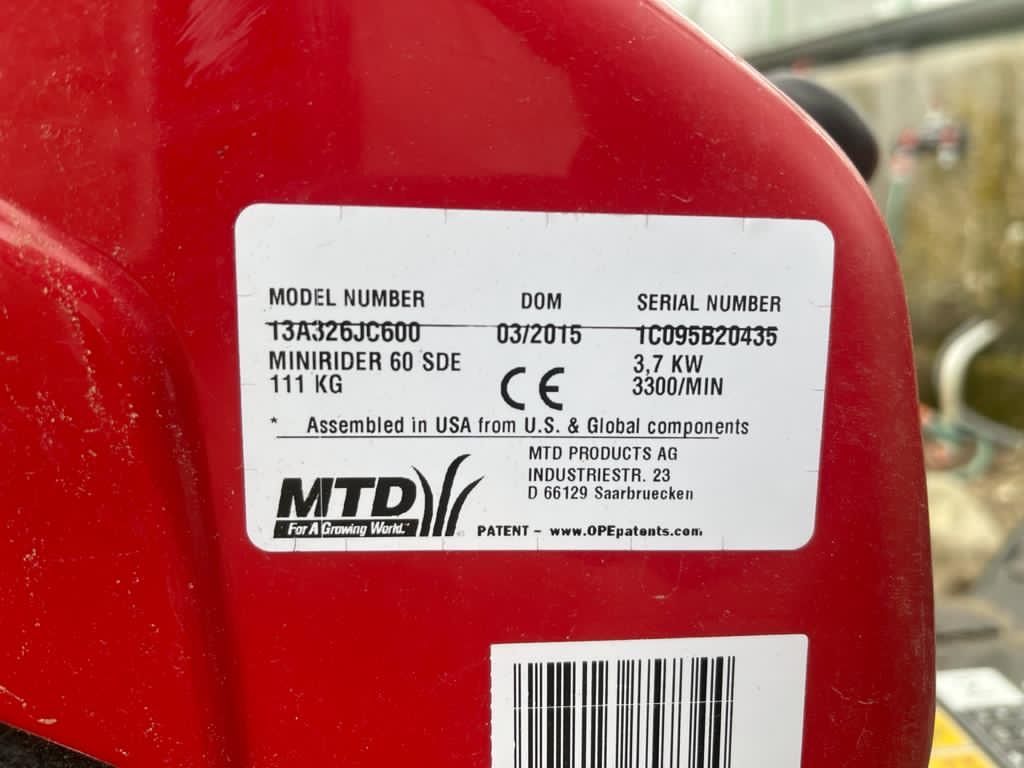 MODEL NUMBER DOM SERIAL NUMBER
13A326JC600 03/2015 1C095B20435
MINIRIDER 60 SDE 3,7 KW
111 KG CE 3300/MIN
* Assembled in USA from U.S. & Global components
MTD PRODUCTS AG
INDUSTRIESTR. 23
D 66129 Saarbruecken
MTD
For A Growing World.
PATENT - www.OPEpatents.com